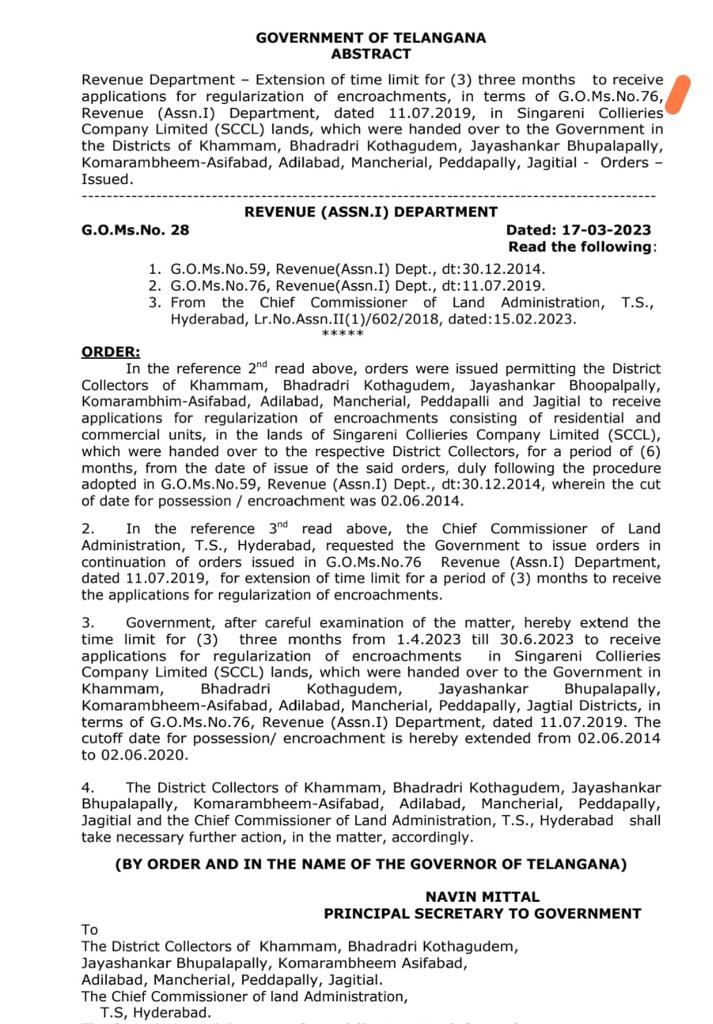 GOVERNMENT OF TELANGANA
ABSTRACT
Revenue Department – Extension of time limit for (3) three months to receive
applications for regularization of encroachments, in terms of G.O.Ms.No.76,
Revenue (Assn.I) Department, dated 11.07.2019, in Singareni Collieries
Company Limited (SCCL) lands, which were handed over to the Government in
the Districts of Khammam, Bhadradri Kothagudem, Jayashankar Bhupalapally,
Komarambheem-Asifabad, Adilabad, Mancherial, Peddapally, Jagitial - Orders –
Issued.
--------------------------------------------------------------------------------------------
REVENUE (ASSN.I) DEPARTMENT
G.O.Ms.No. 28 Dated: 17-03-2023
Read the following:
1. G.O.Ms.No.59, Revenue(Assn.I) Dept., dt:30.12.2014.
2. G.O.Ms.No.76, Revenue(Assn.I) Dept., dt:11.07.2019.
3. From the Chief Commissioner of Land Administration, T.S.,
Hyderabad, Lr.No.Assn.II(1)/602/2018, dated:15.02.2023.
*****
ORDER:
In the reference 2nd read above, orders were issued permitting the District
Collectors of Khammam, Bhadradri Kothagudem, Jayashankar Bhoopalpally,
Komarambhim-Asifabad, Adilabad, Mancherial, Peddapalli and Jagitial to receive
applications for regularization of encroachments consisting of residential and
commercial units, in the lands of Singareni Collieries Company Limited (SCCL),
which were handed over to the respective District Collectors, for a period of (6)
months, from the date of issue of the said orders, duly following the procedure
adopted in G.O.Ms.No.59, Revenue (Assn.I) Dept., dt:30.12.2014, wherein the cut
of date for possession / encroachment was 02.06.2014.
2. In the reference 3nd read above, the Chief Commissioner of Land
Administration, T.S., Hyderabad, requested the Government to issue orders in
continuation of orders issued in G.O.Ms.No.76 Revenue (Assn.I) Department,
dated 11.07.2019, for extension of time limit for a period of (3) months to receive
the applications for regularization of encroachments.
3. Government, after careful examination of the matter, hereby extend the
time limit for (3) three months from 1.4.2023 till 30.6.2023 to receive
applications for regularization of encroachments in Singareni Collieries
Company Limited (SCCL) lands, which were handed over to the Government in
Khammam, Bhadradri Kothagudem, Jayashankar Bhupalapally,
Komarambheem-Asifabad, Adilabad, Mancherial, Peddapally, Jagtial Districts, in
terms of G.O.Ms.No.76, Revenue (Assn.I) Department, dated 11.07.2019. The
cutoff date for possession/ encroachment is hereby extended from 02.06.2014
to 02.06.2020.
4. The District Collectors of Khammam, Bhadradri Kothagudem, Jayashankar
Bhupalapally, Komarambheem-Asifabad, Adilabad, Mancherial, Peddapally,
Jagitial and the Chief Commissioner of Land Administration, T.S., Hyderabad shall
take necessary further action, in the matter, accordingly.
(BY ORDER AND IN THE NAME OF THE GOVERNOR OF TELANGANA)
NAVIN MITTAL
PRINCIPAL SECRETARY TO GOVERNMENT
To
The District Collectors of Khammam, Bhadradri Kothagudem,
Jayashankar Bhupalapally, Komarambheem Asifabad,
Adilabad, Mancherial, Peddapally, Jagitial.
The Chief Commissioner of land Administration,
T.S, Hyderabad.